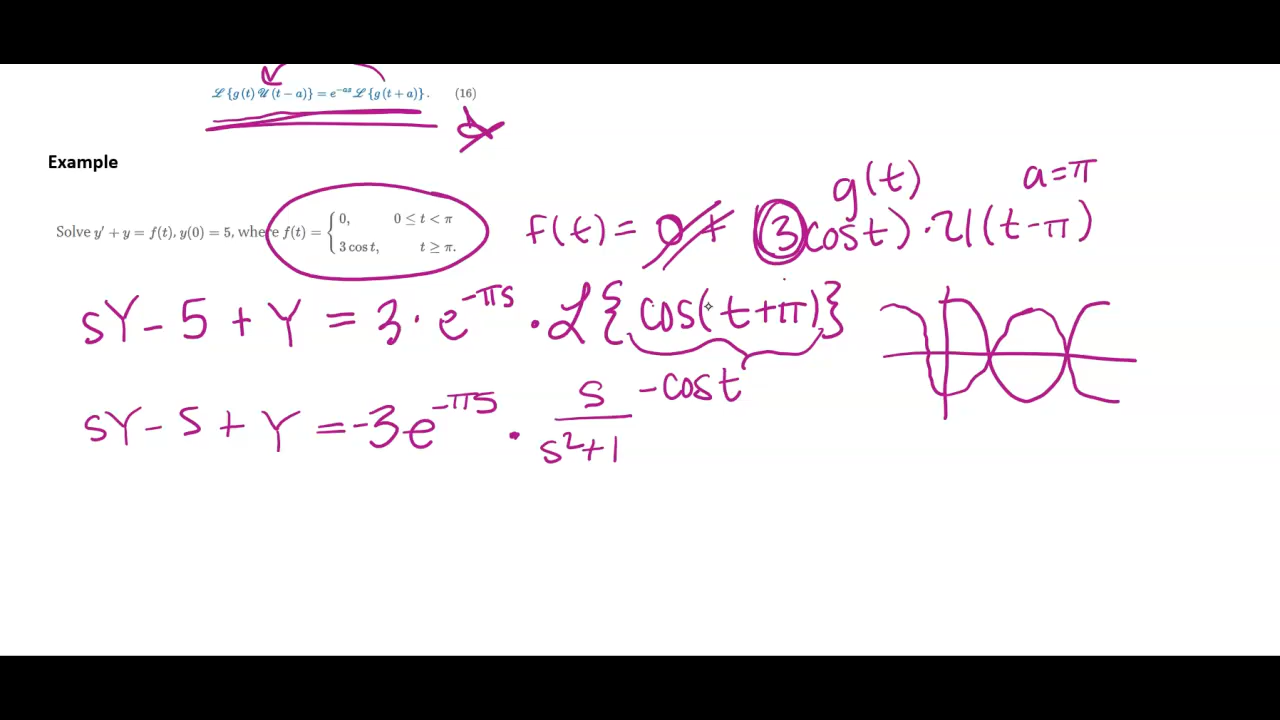 ℒ{g(t)𝒰(t − a)} = e^{−as}ℒ{g(t + a)}. (16)
Example
g(t) a=π
Solve y′ + y = f(t), y(0) = 5, where f(t) = { 0, 0 ≤ t < π
3 cos t, t ≥ π.
f(t) = 0 + (3cos t)·𝒰(t−π)
sY − 5 + Y = 3·e^{−πs}·ℒ{cos(t+π)}
−cos t
sY − 5 + Y = −3e^{−πs}·s/(s²+1)